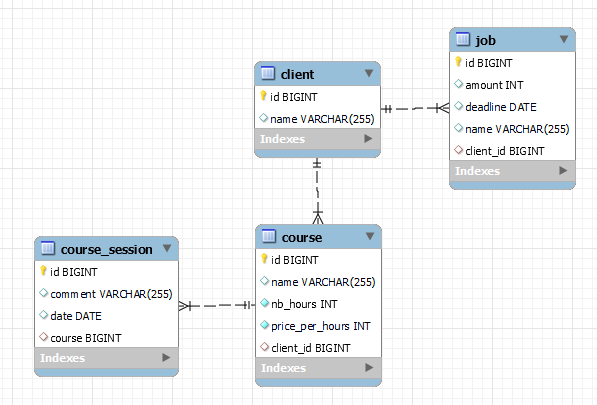 client
id BIGINT
name VARCHAR(255)
Indexes
job
id BIGINT
amount INT
deadline DATE
name VARCHAR(255)
client_id BIGINT
Indexes
course_session
id BIGINT
comment VARCHAR(255)
date DATE
course BIGINT
Indexes
course
id BIGINT
name VARCHAR(255)
nb_hours INT
price_per_hours INT
client_id BIGINT
Indexes